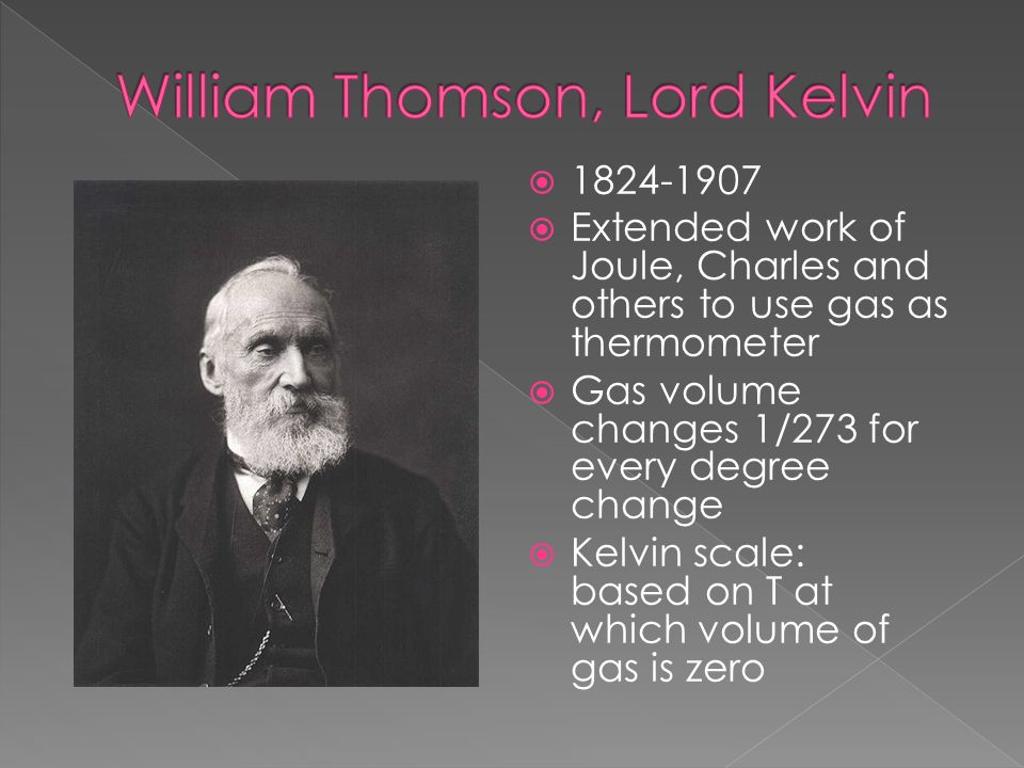 William Thomson, Lord Kelvin
1824-1907
Extended work of
Joule, Charles and
others to use gas as
thermometer
Gas volume
changes 1/273 for
every degree
change
Kelvin scale:
based on T at
which volume of
gas is zero